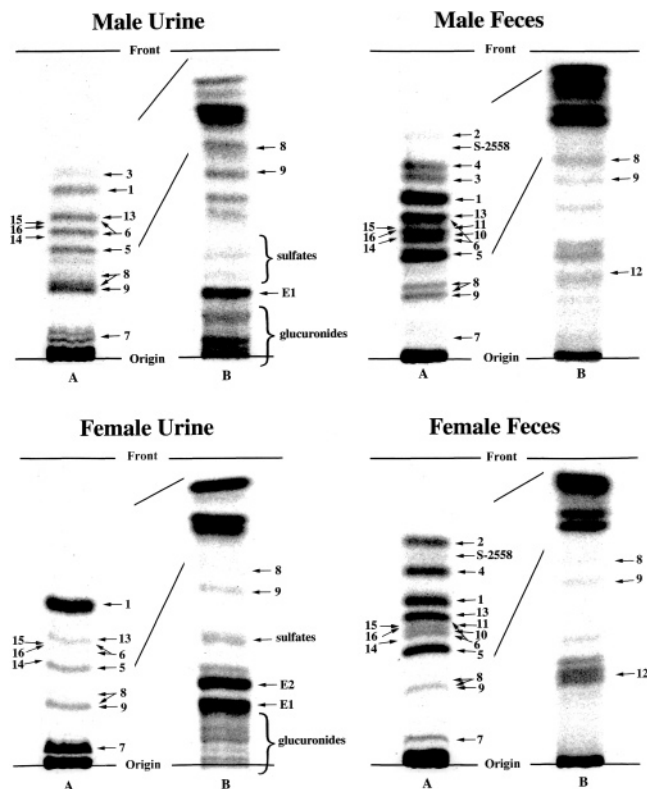 Male Urine
Front
3
1
13
15
16
6
14
5
8
9
7
Origin
A
8
9
sulfates
E1
glucuronides
B
Male Feces
Front
2
S-2558
4
3
1
13
15
11
16
10
14
6
5
8
9
7
Origin
A
8
9
12
B
Female Urine
Front
1
15
13
16
6
14
5
8
9
7
Origin
A
8
9
sulfates
E2
E1
glucuronides
B
Female Feces
Front
2
S-2558
4
1
13
15
11
16
10
14
6
5
8
9
7
Origin
A
8
9
12
B